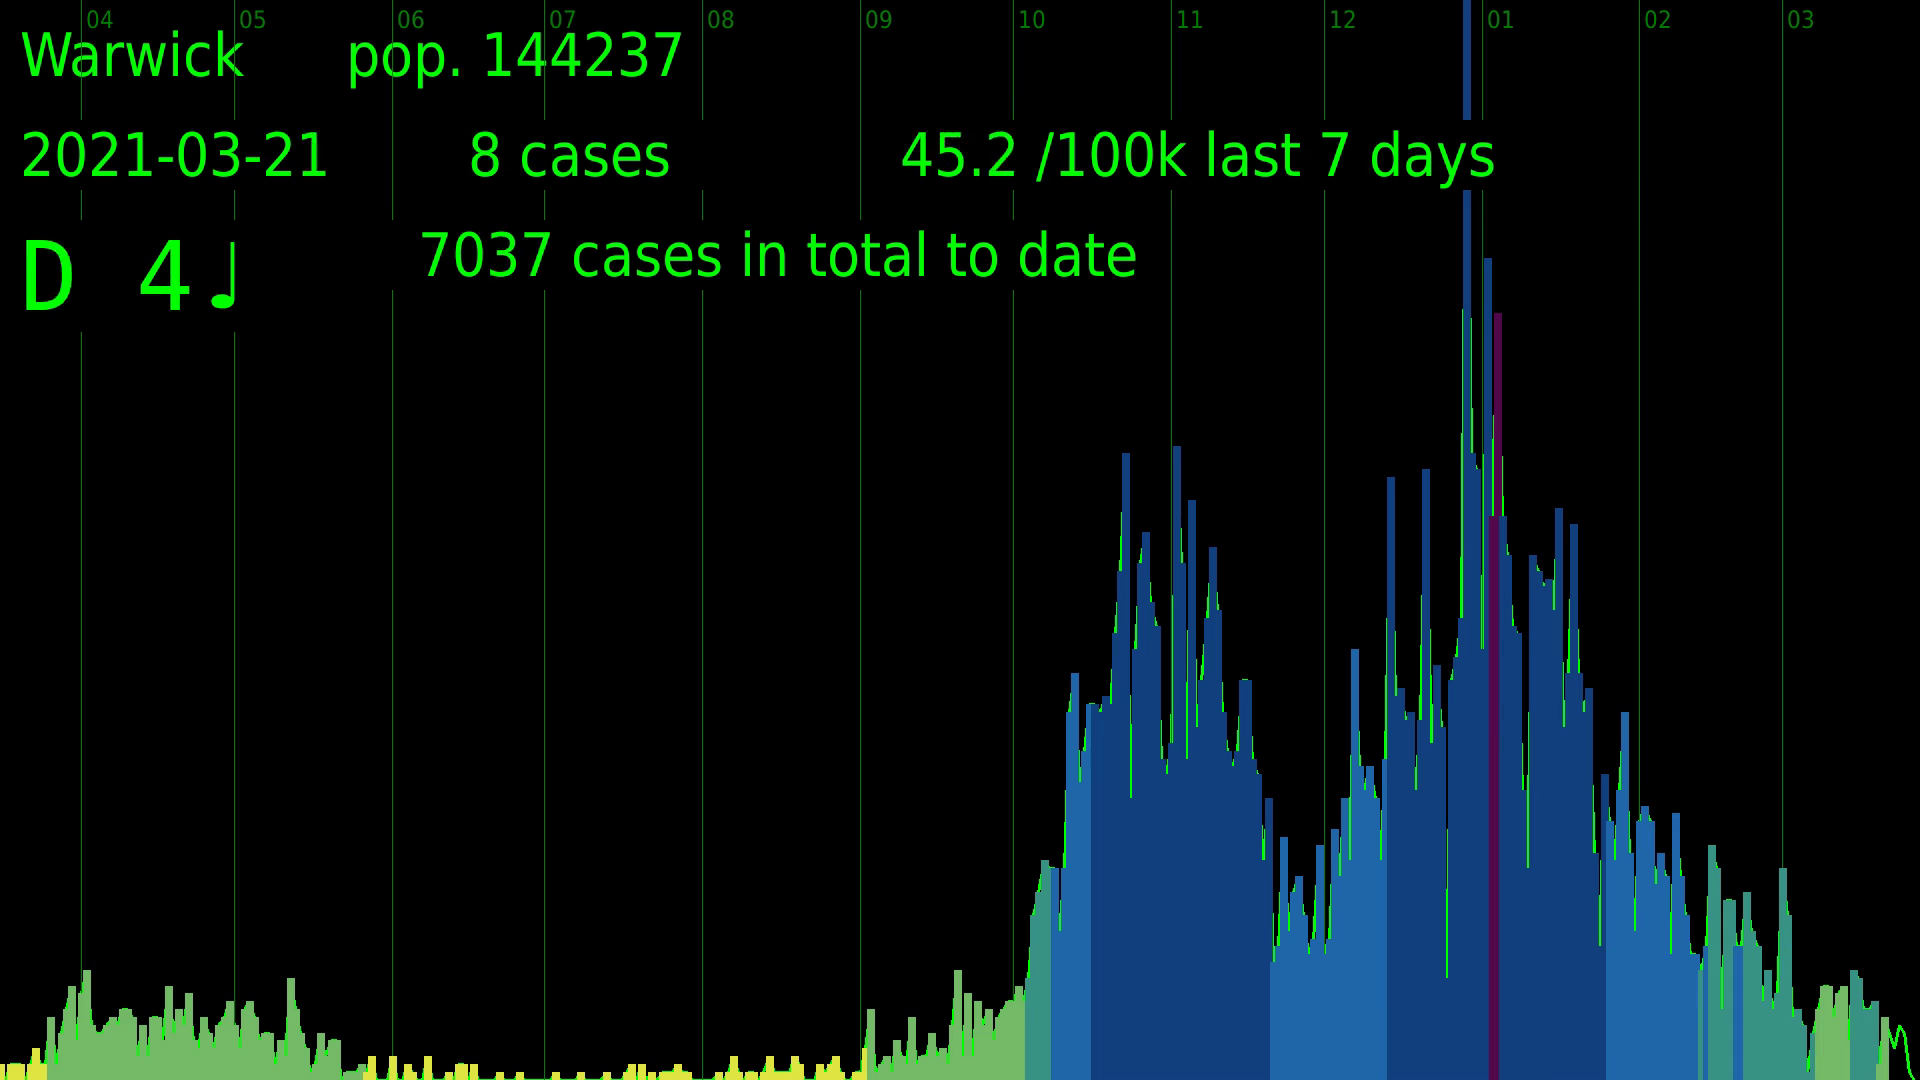 04 05 06 07 08 09 10 11 12 01 02 03
Warwick pop. 144237
2021-03-21 8 cases 45.2 /100k last 7 days
7037 cases in total to date
D 4♩